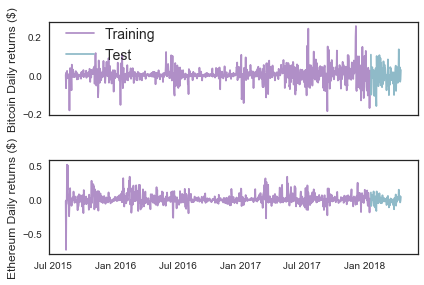 Bitcoin Daily returns ($)
0.2
0.0
−0.2
Training
Test
Ethereum Daily returns ($)
0.5
0.0
−0.5
Jul 2015
Jan 2016
Jul 2016
Jan 2017
Jul 2017
Jan 2018